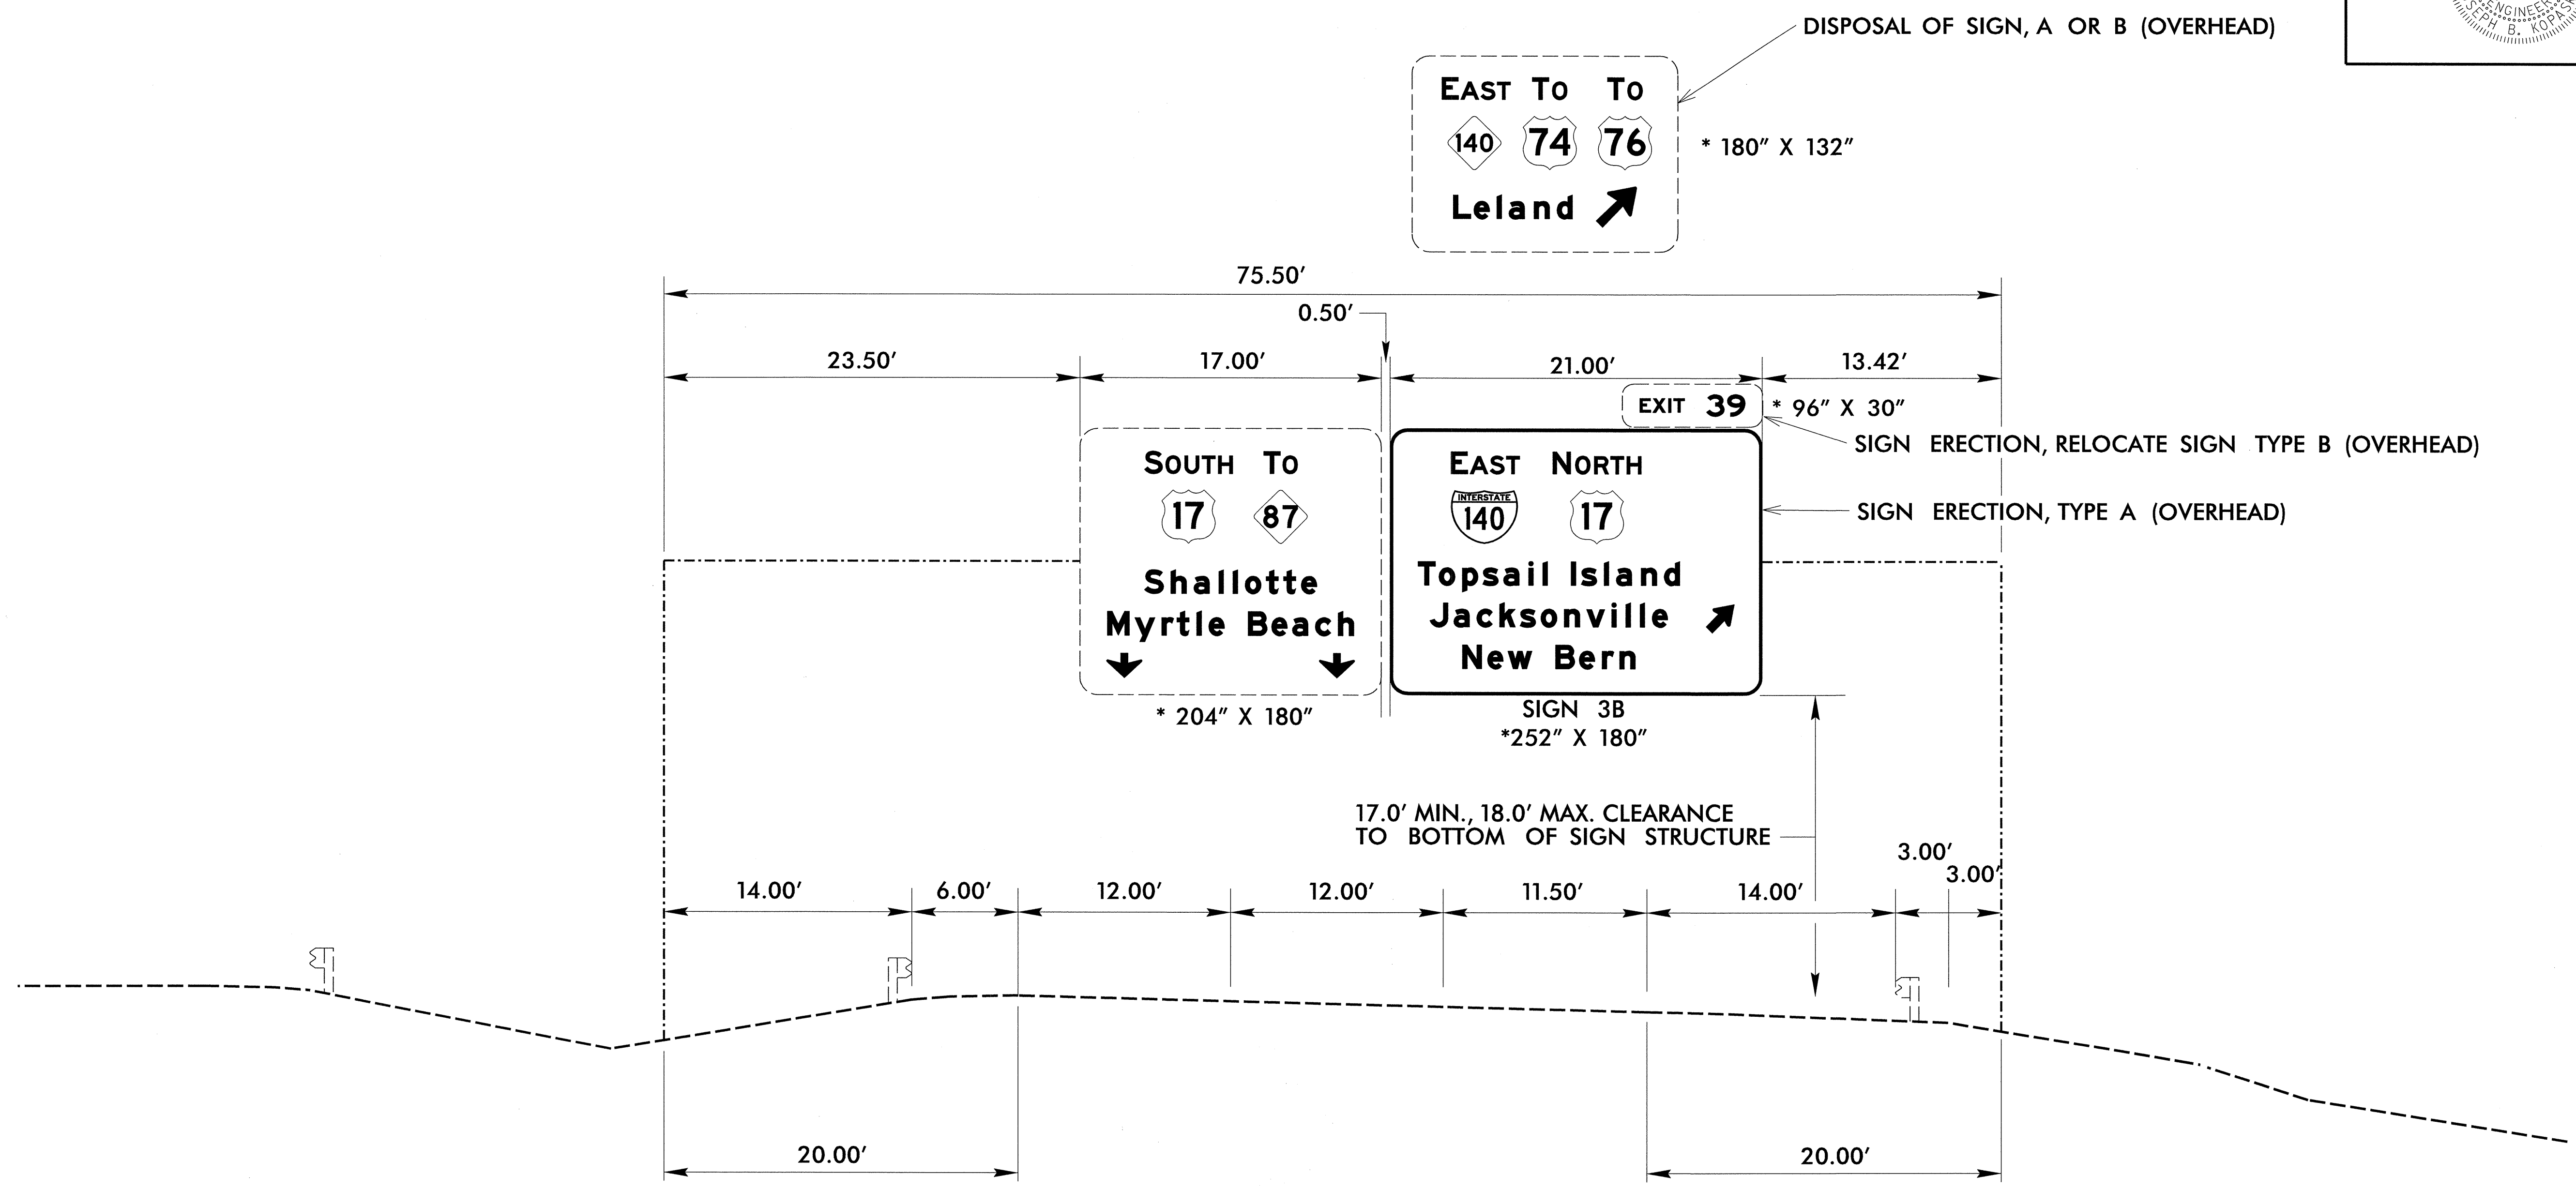 ENGINEER
SEPH B. KOPAS
DISPOSAL OF SIGN, A OR B (OVERHEAD)
EAST TO TO
140 74 76
* 180" X 132"
Leland
75.50'
0.50'
23.50'
17.00'
21.00'
13.42'
EXIT 39
* 96" X 30"
SIGN ERECTION, RELOCATE SIGN TYPE B (OVERHEAD)
SOUTH TO
17 87
Shallotte
Myrtle Beach
* 204" X 180"
EAST NORTH
INTERSTATE
140 17
Topsail Island
Jacksonville
New Bern
SIGN ERECTION, TYPE A (OVERHEAD)
SIGN 3B
*252" X 180"
17.0' MIN., 18.0' MAX. CLEARANCE
TO BOTTOM OF SIGN STRUCTURE
3.00'
3.00'
14.00'
6.00'
12.00'
12.00'
11.50'
14.00'
20.00'
20.00'